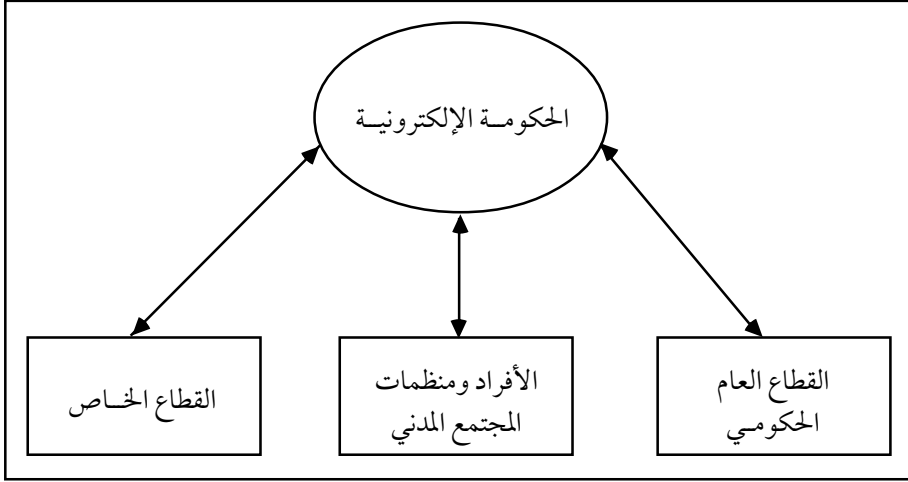 الحكومة الإلكترونية
القطاع العام
الحكومي
الأفراد ومنظمات
المجتمع المدني
القطاع الخاص